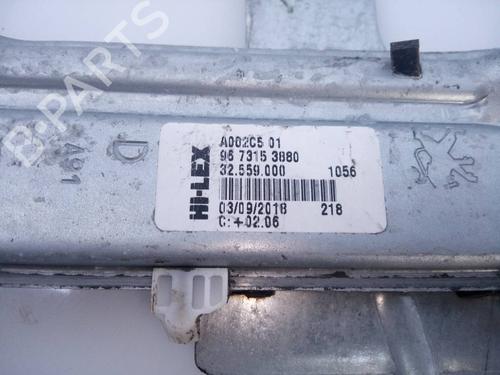 HI-LEX
A002C5 01
96 7315 3880
32.559.000 1056
03/09/2018 218
C: +02.06
D
491
B-PARTS